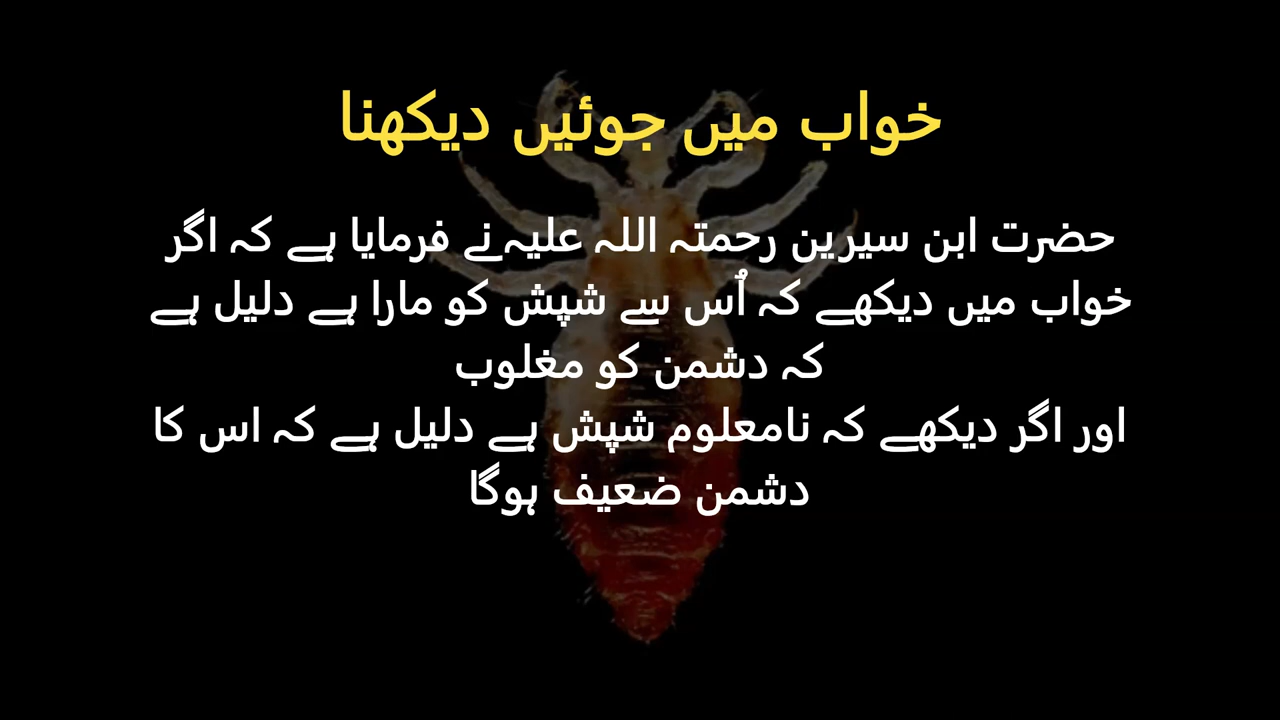 خواب میں جوئیں دیکھنا
حضرت ابن سیرین رحمتہ اللہ علیہ نے فرمایا ہے کہ اگر
خواب میں دیکھے کہ اُس سے شپش کو مارا ہے دلیل ہے
کہ دشمن کو مغلوب
اور اگر دیکھے کہ نامعلوم شپش ہے دلیل ہے کہ اس کا
دشمن ضعیف ہوگا